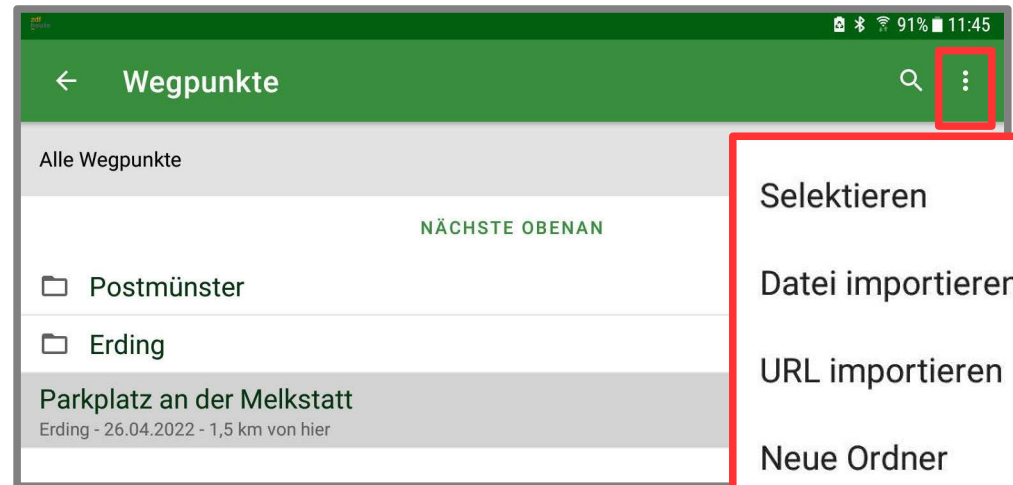 91% 11:45
Wegpunkte
Alle Wegpunkte
NÄCHSTE OBENAN
Postmünster
Erding
Parkplatz an der Melkstatt
Erding - 26.04.2022 - 1,5 km von hier
Selektieren
Datei importieren
URL importieren
Neue Ordner